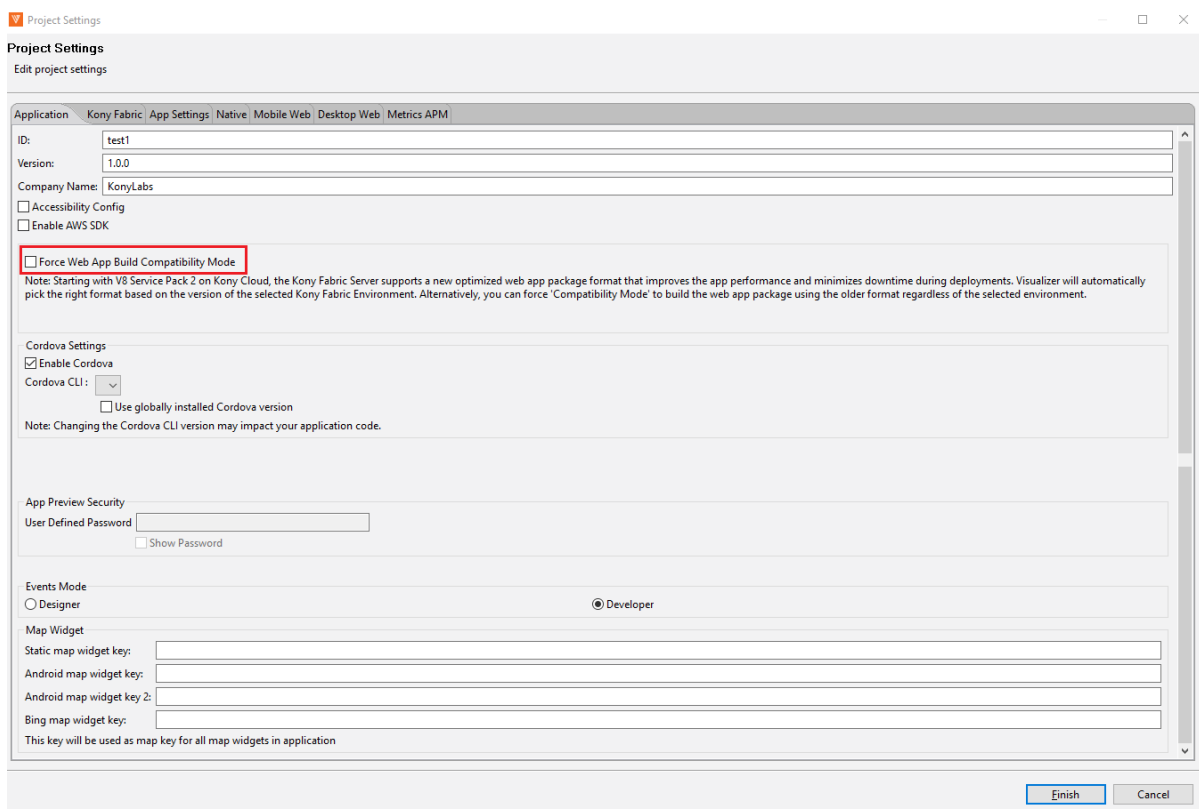 Project Settings
Project Settings
Edit project settings
Application Kony Fabric App Settings Native Mobile Web Desktop Web Metrics APM
ID: test1
Version: 1.0.0
Company Name: KonyLabs
Accessibility Config
Enable AWS SDK
Force Web App Build Compatibility Mode
Note: Starting with V8 Service Pack 2 on Kony Cloud, the Kony Fabric Server supports a new optimized web app package format that improves the app performance and minimizes downtime during deployments. Visualizer will automatically
pick the right format based on the version of the selected Kony Fabric Environment. Alternatively, you can force 'Compatibility Mode' to build the web app package using the older format regardless of the selected environment.
Cordova Settings
Enable Cordova
Cordova CLI :
Use globally installed Cordova version
Note: Changing the Cordova CLI version may impact your application code.
App Preview Security
User Defined Password
Show Password
Events Mode
Designer Developer
Map Widget
Static map widget key:
Android map widget key:
Android map widget key 2:
Bing map widget key:
This key will be used as map key for all map widgets in application
Finish Cancel